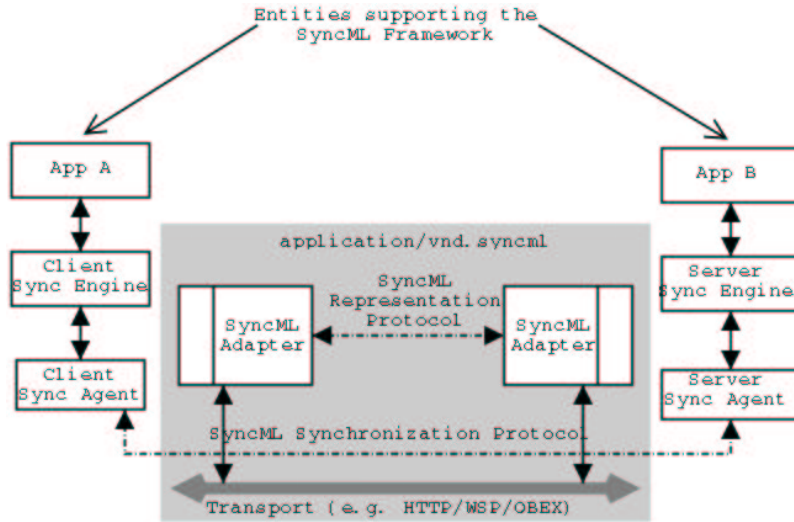 Entities supporting the
SyncML Framework
App A
App B
application/vnd.syncml
Client
Sync Engine
Server
Sync Engine
SyncML
Representation
Protocol
SyncML
Adapter
SyncML
Adapter
Client
Sync Agent
Server
Sync Agent
SyncML Synchronization Protocol
Transport (e.g. HTTP/WSP/OBEX)